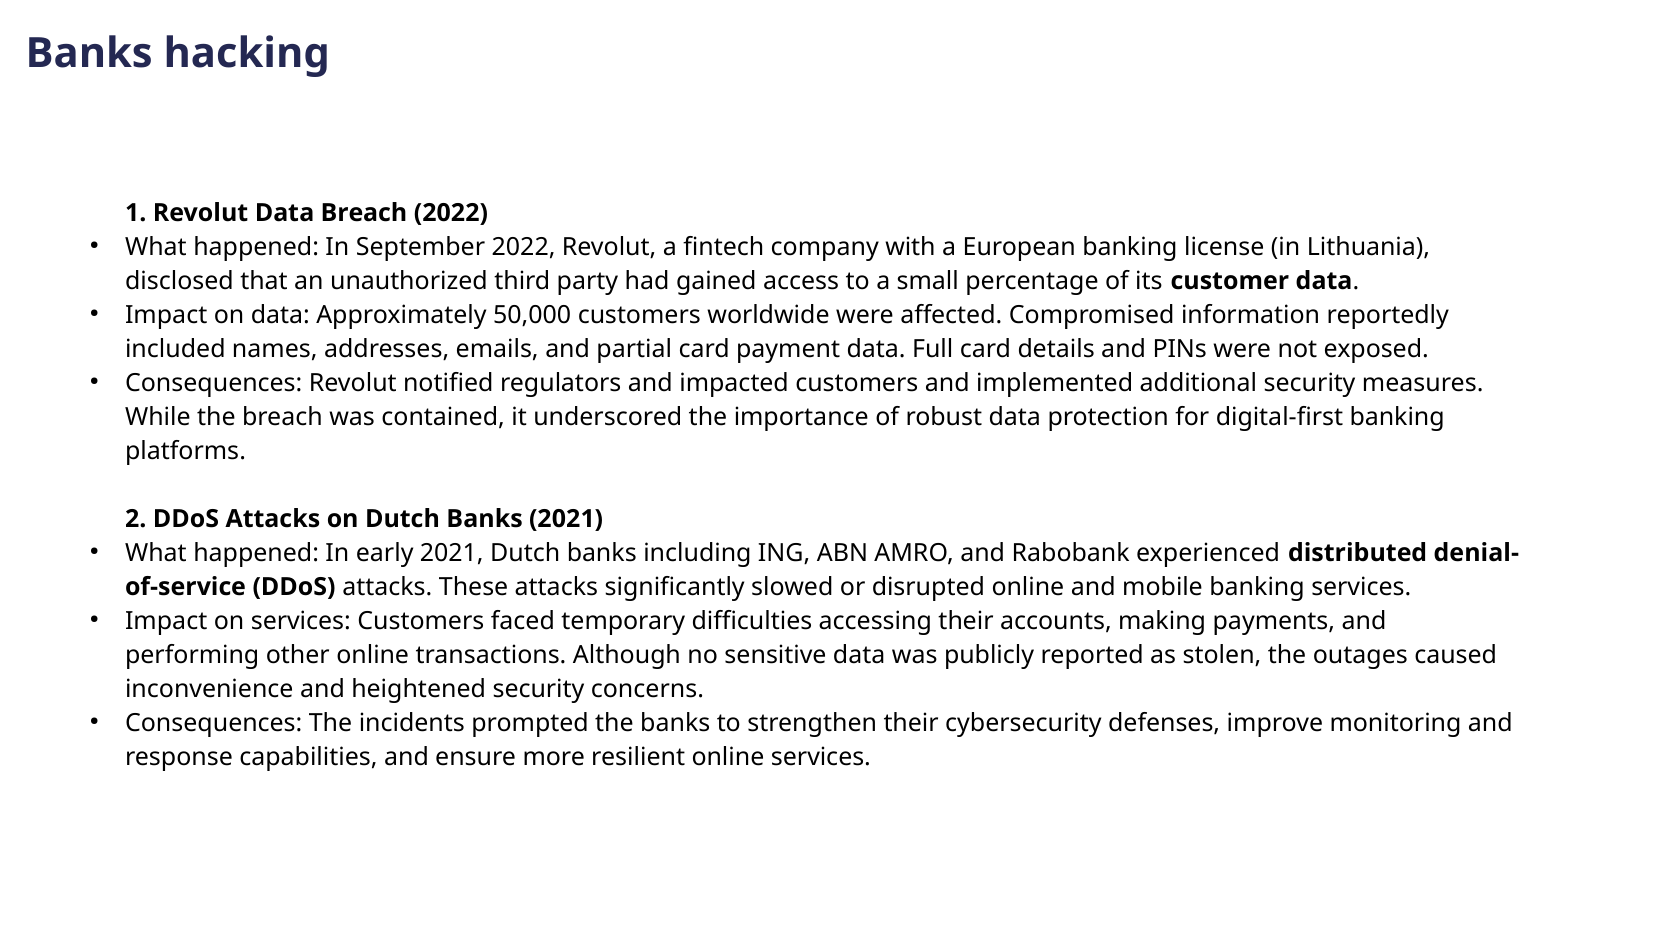 Banks hacking
1. Revolut Data Breach (2022)
• What happened: In September 2022, Revolut, a fintech company with a European banking license (in Lithuania),
disclosed that an unauthorized third party had gained access to a small percentage of its customer data.
• Impact on data: Approximately 50,000 customers worldwide were affected. Compromised information reportedly
included names, addresses, emails, and partial card payment data. Full card details and PINs were not exposed.
• Consequences: Revolut notified regulators and impacted customers and implemented additional security measures.
While the breach was contained, it underscored the importance of robust data protection for digital-first banking
platforms.
2. DDoS Attacks on Dutch Banks (2021)
• What happened: In early 2021, Dutch banks including ING, ABN AMRO, and Rabobank experienced distributed denial-
of-service (DDoS) attacks. These attacks significantly slowed or disrupted online and mobile banking services.
• Impact on services: Customers faced temporary difficulties accessing their accounts, making payments, and
performing other online transactions. Although no sensitive data was publicly reported as stolen, the outages caused
inconvenience and heightened security concerns.
• Consequences: The incidents prompted the banks to strengthen their cybersecurity defenses, improve monitoring and
response capabilities, and ensure more resilient online services.